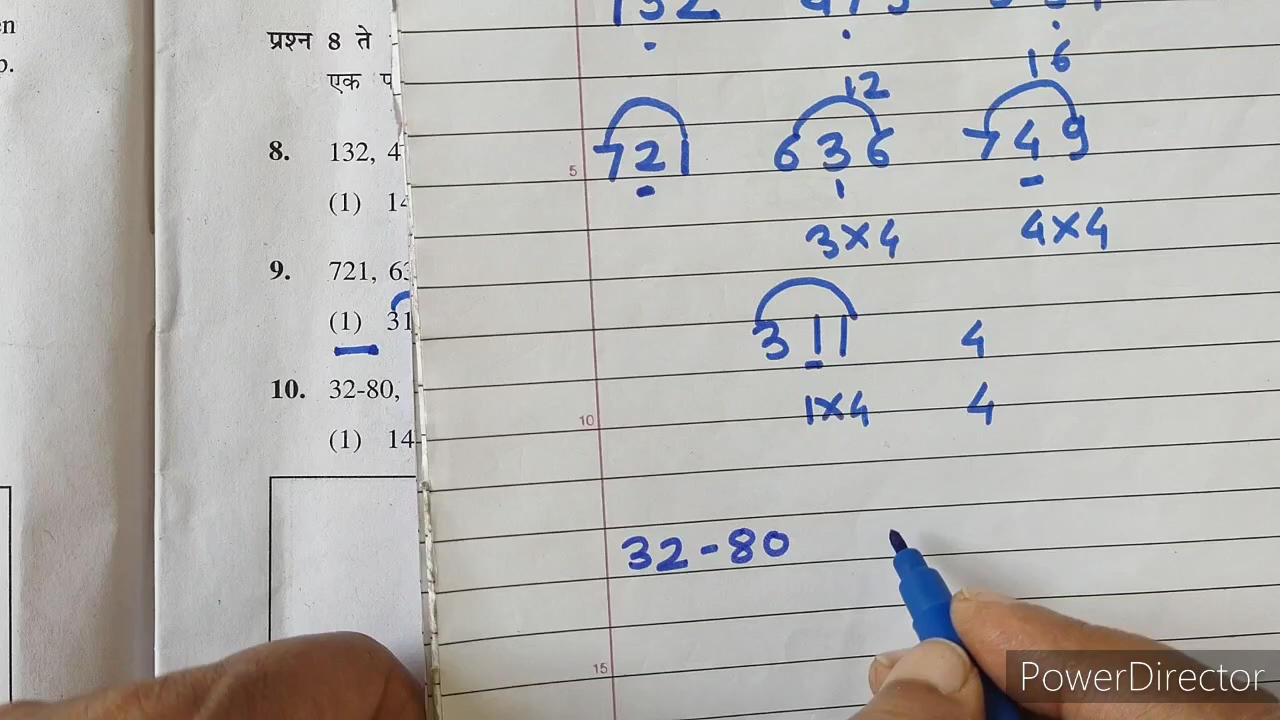 en
p.
प्रश्न 8 ते
एक
8. 132, 4
(1) 14
9. 721, 63
(1) 31
10. 32-80,
(1) 14
132
16
12
5
721 636 749
3×4 4×4
311 4
1×4 4
10
32-80
15
PowerDirector